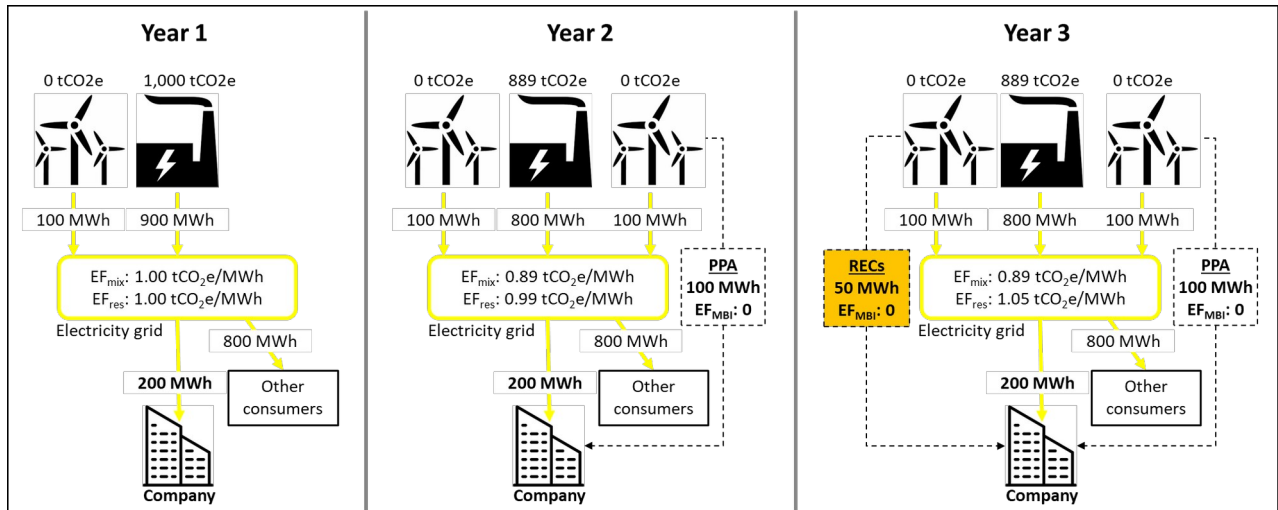 Year 1
0 tCO2e
1,000 tCO2e
100 MWh
900 MWh
EFmix: 1.00 tCO₂e/MWh
EFres: 1.00 tCO₂e/MWh
Electricity grid
800 MWh
200 MWh
Other
consumers
Company
Year 2
0 tCO2e
889 tCO2e
0 tCO2e
100 MWh
800 MWh
100 MWh
EFmix: 0.89 tCO₂e/MWh
EFres: 0.99 tCO₂e/MWh
PPA
100 MWh
EFMBI: 0
Electricity grid
800 MWh
200 MWh
Other
consumers
Company
Year 3
0 tCO2e
889 tCO2e
0 tCO2e
100 MWh
800 MWh
100 MWh
RECs
50 MWh
EFMBI: 0
EFmix: 0.89 tCO₂e/MWh
EFres: 1.05 tCO₂e/MWh
PPA
100 MWh
EFMBI: 0
Electricity grid
800 MWh
200 MWh
Other
consumers
Company